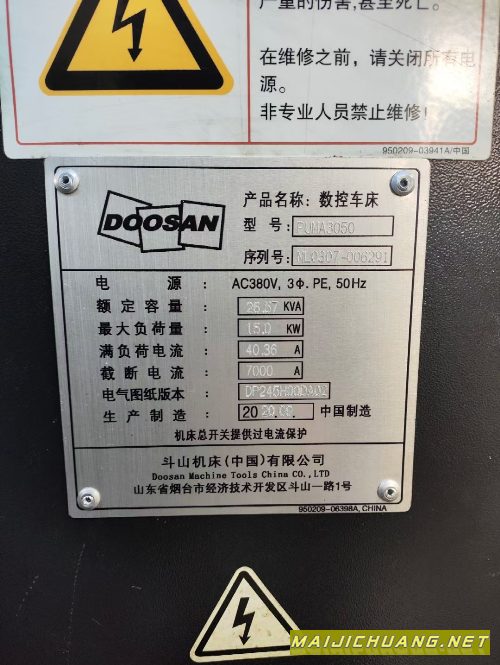 严重的伤害,甚至死亡。
在维修之前，请关闭所有电
源。
非专业人员禁止维修!
950209-03941A/中国
DOOSAN
产品名称: 数控车床
型 号: PUMA3050
序列号: ML0307-006291
电 源 : AC380V, 3Φ. PE, 50Hz
额定容量 : 26.67 KVA
最大负荷量 : 15.0 KW
满负荷电流 : 40.36 A
截断电流 : 7000 A
电气图纸版本 :
生产制造 : 2020. 中国制造
机床总开关提供过电流保护
斗山机床(中国)有限公司
Doosan Machine Tools China CO., LTD
山东省烟台市经济技术开发区斗山一路1号
950209-06398A, CHINA
MAIJICHUANG.NET